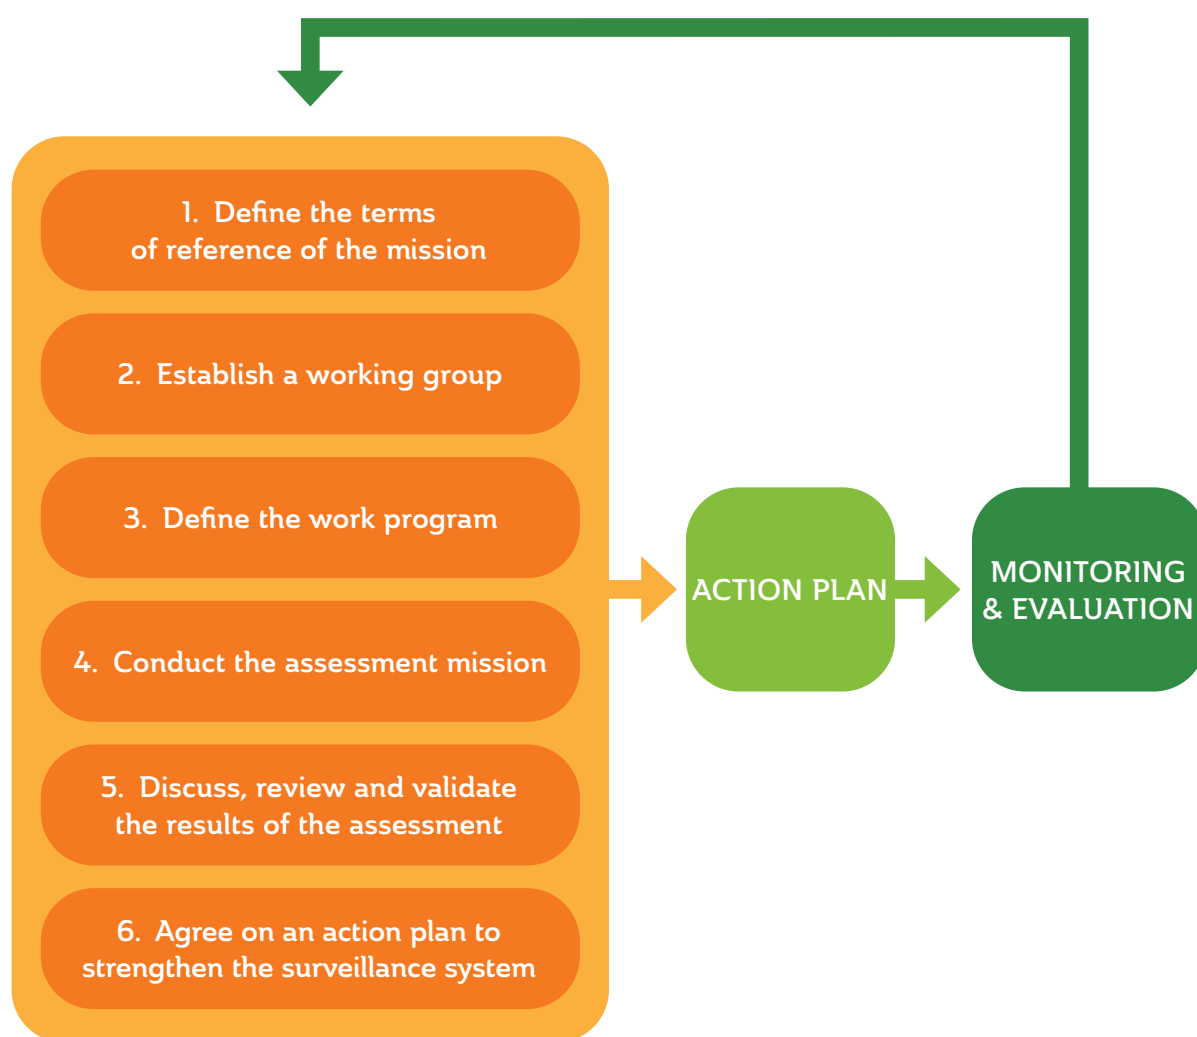 1. Define the terms
of reference of the mission
2. Establish a working group
3. Define the work program
4. Conduct the assessment mission
5. Discuss, review and validate
the results of the assessment
6. Agree on an action plan to
strengthen the surveillance system
ACTION PLAN
MONITORING
& EVALUATION